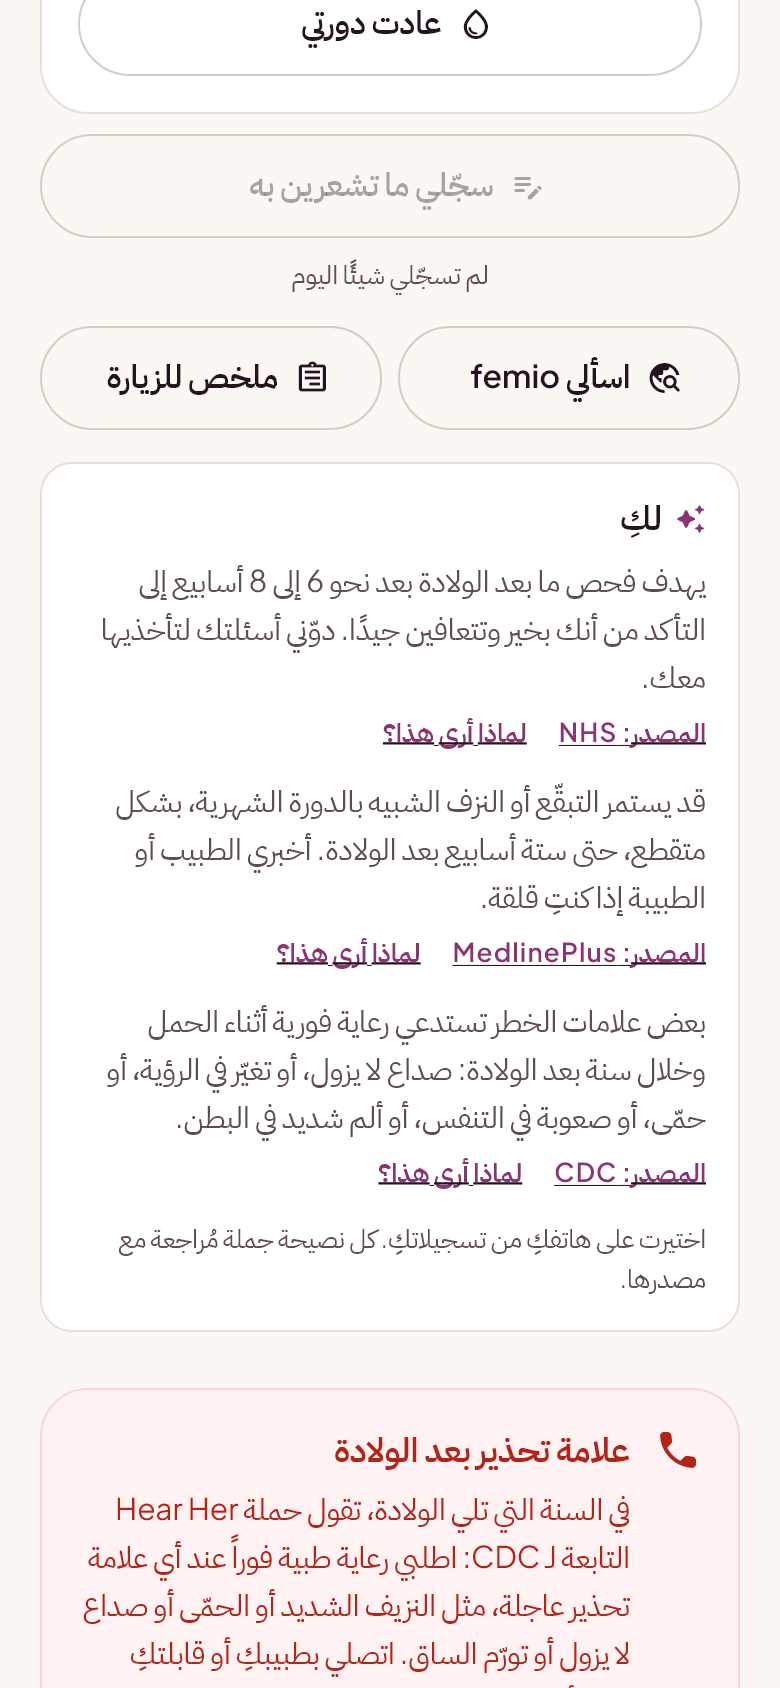 عادت دورتي
سجّلي ما تشعرين به
لم تسجّلي شيئًا اليوم
اسألي femio
ملخص للزيارة
لكِ
يهدف فحص ما بعد الولادة بعد نحو 6 إلى 8 أسابيع إلى
التأكد من أنك بخير وتتعافين جيدًا. دوّني أسئلتك لتأخذيها
معك.
المصدر: NHS لماذا أرى هذا؟
قد يستمر التبقّع أو النزف الشبيه بالدورة الشهرية، بشكل
متقطع، حتى ستة أسابيع بعد الولادة. أخبري الطبيب أو
الطبيبة إذا كنتِ قلقة.
المصدر: MedlinePlus لماذا أرى هذا؟
بعض علامات الخطر تستدعي رعاية فورية أثناء الحمل
وخلال سنة بعد الولادة: صداع لا يزول، أو تغيّر في الرؤية، أو
حمّى، أو صعوبة في التنفس، أو ألم شديد في البطن.
المصدر: CDC لماذا أرى هذا؟
اختيرت على هاتفكِ من تسجيلاتكِ. كل نصيحة جملة مُراجعة مع
مصدرها.
علامة تحذير بعد الولادة
في السنة التي تلي الولادة، تقول حملة Hear Her
التابعة لـ CDC: اطلبي رعاية طبية فوراً عند أي علامة
تحذير عاجلة، مثل النزيف الشديد أو الحمّى أو صداع
لا يزول أو تورّم الساق. اتصلي بطبيبكِ أو قابلتكِ